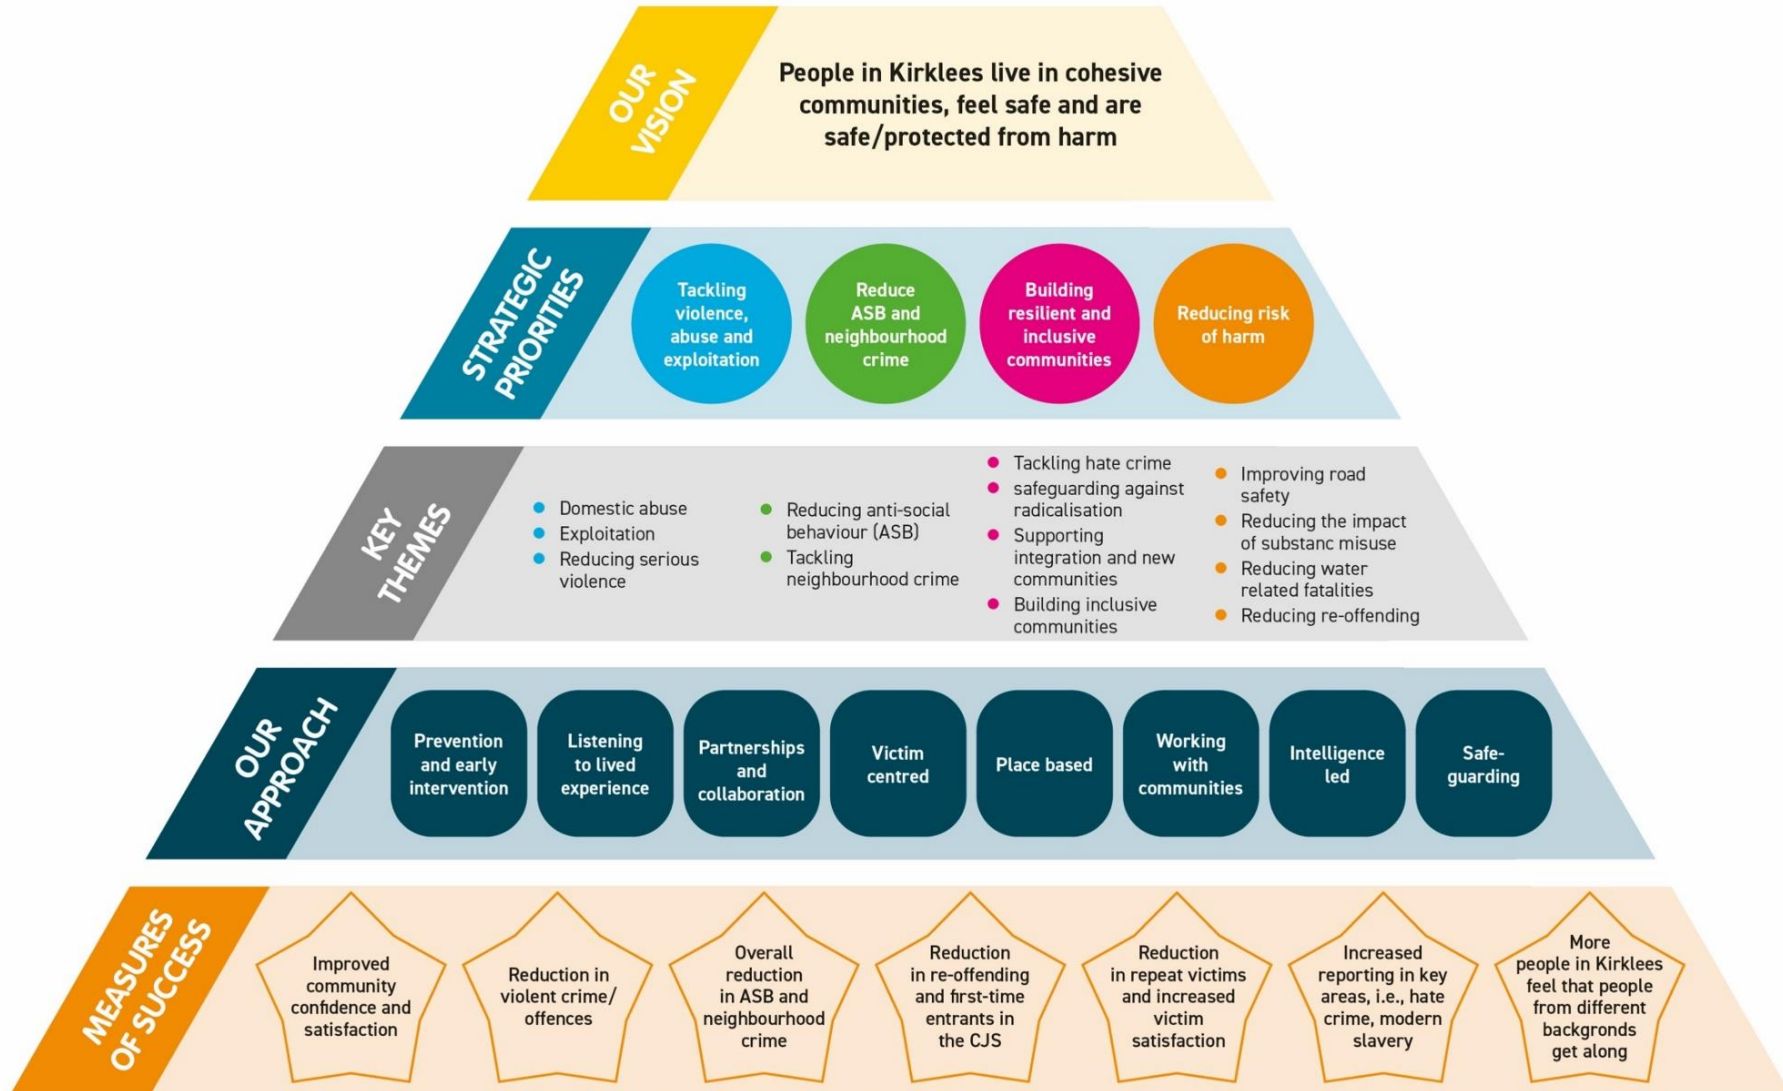 OUR
VISION
People in Kirklees live in cohesive
communities, feel safe and are
safe/protected from harm
STRATEGIC
PRIORITIES
Tackling
violence,
abuse and
exploitation
Reduce
ASB and
neighbourhood
crime
Building
resilient and
inclusive
communities
Reducing risk
of harm
KEY
THEMES
Domestic abuse
Exploitation
Reducing serious
violence
Reducing anti-social
behaviour (ASB)
Tackling
neighbourhood crime
Tackling hate crime
safeguarding against
radicalisation
Supporting
integration and new
communities
Building inclusive
communities
Improving road
safety
Reducing the impact
of substanc misuse
Reducing water
related fatalities
Reducing re-offending
OUR
APPROACH
Prevention
and early
intervention
Listening
to lived
experience
Partnerships
and
collaboration
Victim
centred
Place based
Working
with
communities
Intelligence
led
Safe-
guarding
MEASURES
OF SUCCESS
Improved
community
confidence and
satisfaction
Reduction in
violent crime/
offences
Overall
reduction
in ASB and
neighbourhood
crime
Reduction
in re-offending
and first-time
entrants in
the CJS
Reduction
in repeat victims
and increased
victim
satisfaction
Increased
reporting in key
areas, i.e., hate
crime, modern
slavery
More
people in Kirklees
feel that people
from different
backgronds
get along